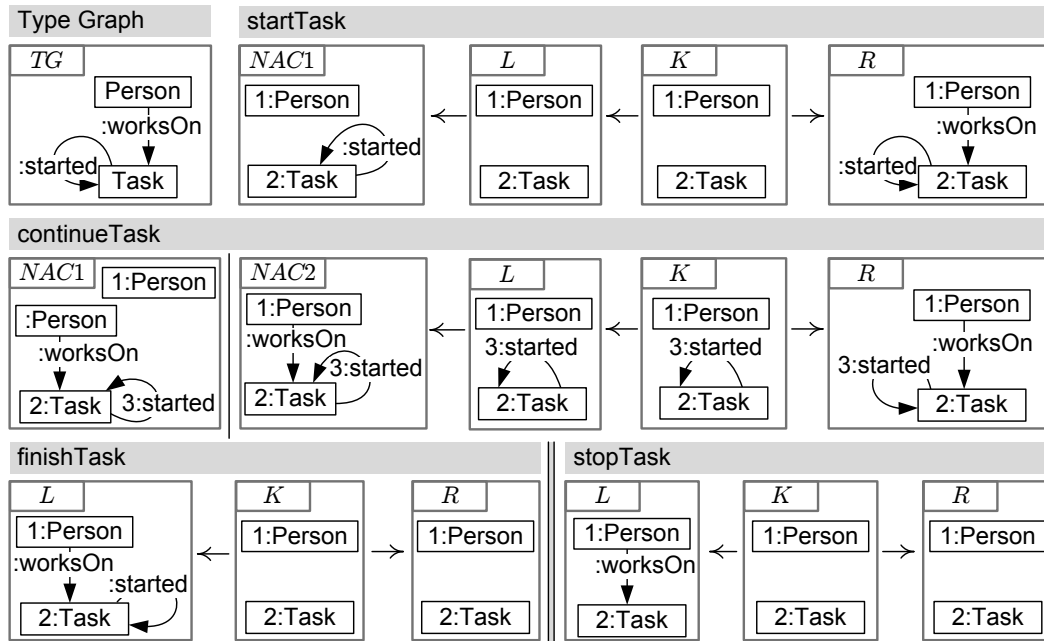 Type Graph
startTask
TG
Person
:worksOn
:started
Task
NAC1
1:Person
:started
2:Task
L
1:Person
2:Task
K
1:Person
2:Task
R
1:Person
:worksOn
:started
2:Task
continueTask
NAC1
1:Person
:Person
:worksOn
2:Task
3:started
NAC2
1:Person
:worksOn
3:started
2:Task
L
1:Person
3:started
2:Task
K
1:Person
3:started
2:Task
R
1:Person
:worksOn
3:started
2:Task
finishTask
stopTask
L
1:Person
:worksOn
:started
2:Task
K
1:Person
2:Task
R
1:Person
2:Task
L
1:Person
:worksOn
2:Task
K
1:Person
2:Task
R
1:Person
2:Task